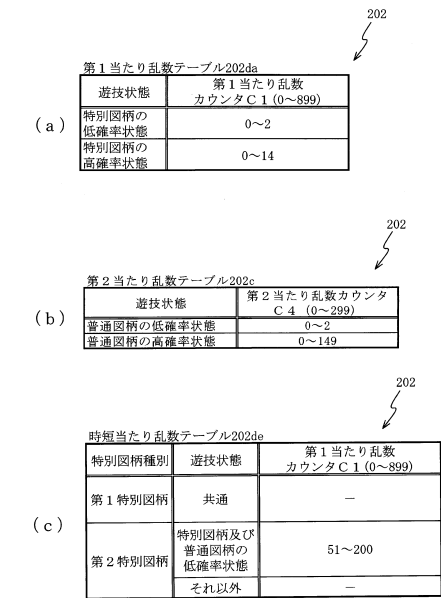 202
第1当たり乱数テーブル202da
遊技状態
第1当たり乱数
カウンタC1(0～899)
(a)
特別図柄の
低確率状態
0～2
特別図柄の
高確率状態
0～14
202
第2当たり乱数テーブル202c
遊技状態
第2当たり乱数カウンタ
C4 (0～299)
(b)
普通図柄の低確率状態
0～2
普通図柄の高確率状態
0～149
202
時短当たり乱数テーブル202de
特別図柄種別
遊技状態
第1当たり乱数
カウンタC1(0～899)
(c)
第1特別図柄
共通
－
第2特別図柄
特別図柄及び
普通図柄の
低確率状態
51～200
それ以外
－